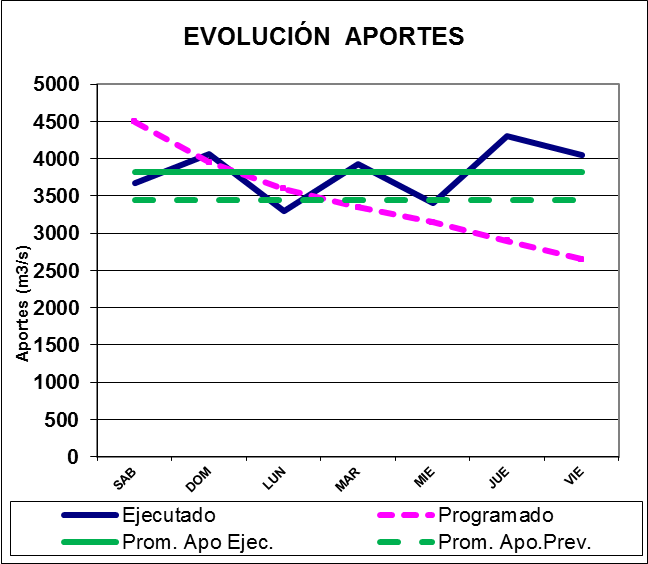 EVOLUCIÓN APORTES
5000
4500
4000
3500
3000
2500
2000
1500
1000
500
0
Aportes (m3/s)
SAB DOM LUN MAR MIE JUE VIE
Ejecutado Programado
Prom. Apo Ejec. Prom. Apo.Prev.